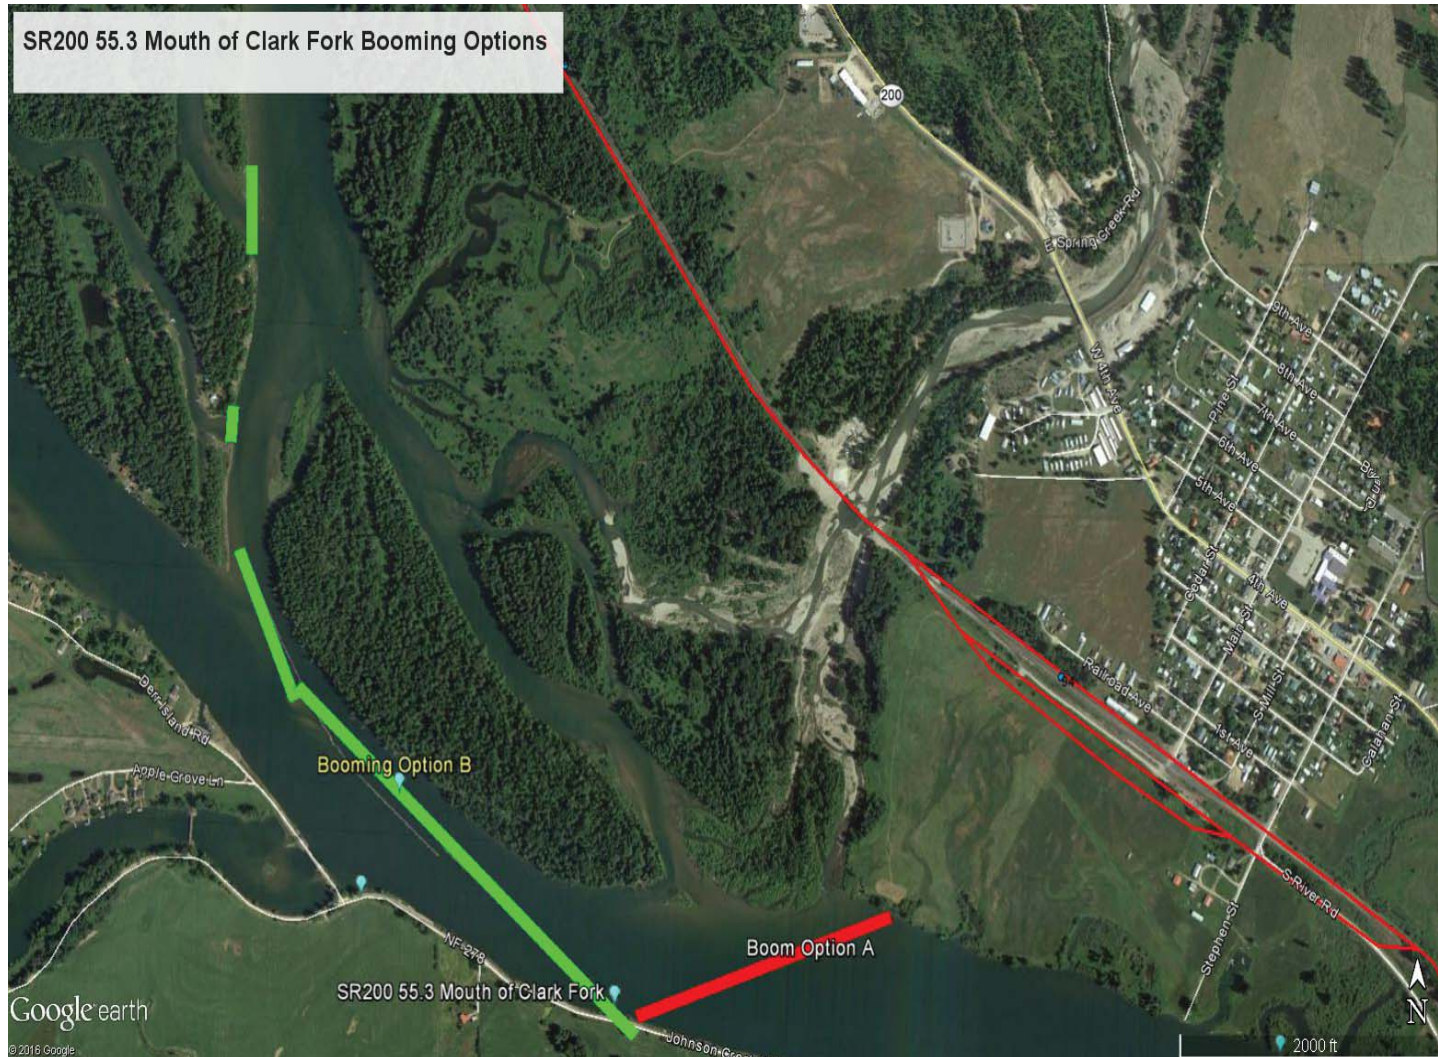 SR200 55.3 Mouth of Clark Fork Booming Options
200
E Spring Creek Rd
9th Ave
W 4th Ave
8th Ave
Pine St
7th Ave
6th Ave
5th Ave
Cedar St
4th Ave
Main St
Railroad Ave
S Mill St
Derr Island Rd
Calahan St
1st Ave
Booming Option B
Apple Grove Ln
S River Rd
Stephen St
NF-278
Boom Option A
SR200 55.3 Mouth of Clark Fork
Google earth
N
Johnson
2000 ft
© 2016 Google